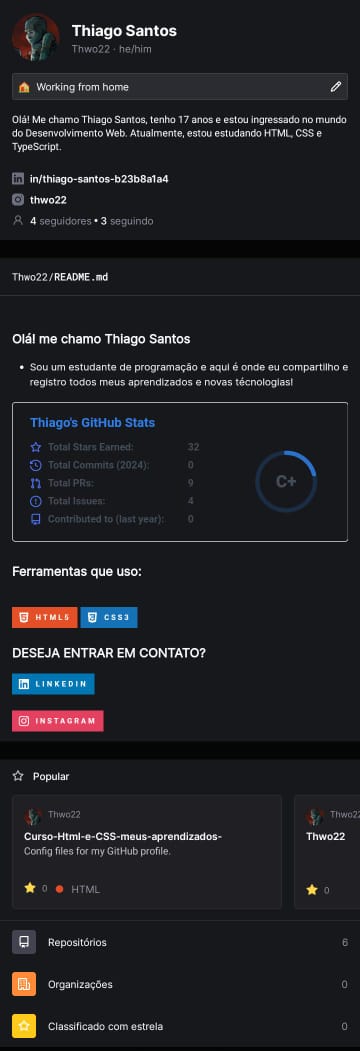 Thiago Santos
Thwo22 · he/him
Working from home
Olá! Me chamo Thiago Santos, tenho 17 anos e estou ingressado no mundo
do Desenvolvimento Web. Atualmente, estou estudando HTML, CSS e
TypeScript.
in/thiago-santos-b23b8a1a4
thwo22
4 seguidores • 3 seguindo
Thwo22/README.md
Olá! me chamo Thiago Santos
• Sou um estudante de programação e aqui é onde eu compartilho e
registro todos meus aprendizados e novas técnologias!
Thiago's GitHub Stats
Total Stars Earned: 32
Total Commits (2024): 0
Total PRs: 9
Total Issues: 4
Contributed to (last year): 0
C+
Ferramentas que uso:
HTML5 CSS3
DESEJA ENTRAR EM CONTATO?
LINKEDIN
INSTAGRAM
Popular
Thwo22
Curso-Html-e-CSS-meus-aprendizados-
Config files for my GitHub profile.
0 HTML
Thwo22
Thwo22
0
Repositórios 6
Organizações 0
Classificado com estrela 0